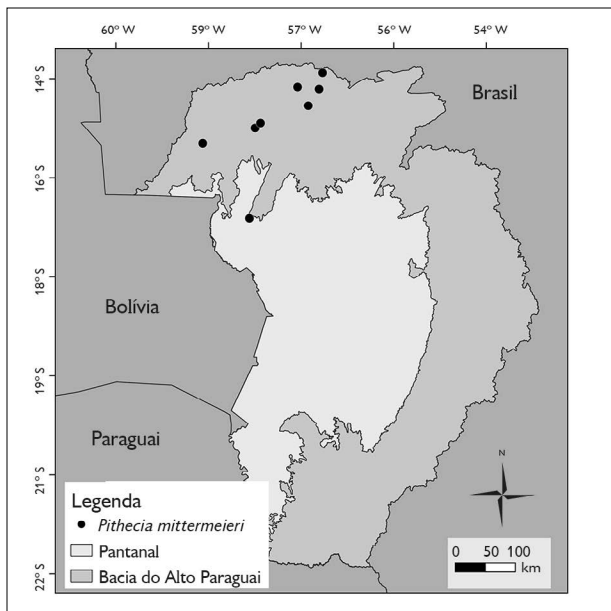 60° W 59° W 57° W 56° W 54° W
14° S
Brasil
16° S
18° S
Bolívia
19° S
Paraguai
21° S
N
Legenda
Pithecia mittermeieri
Pantanal
Bacia do Alto Paraguai
0 50 100
km
22° S